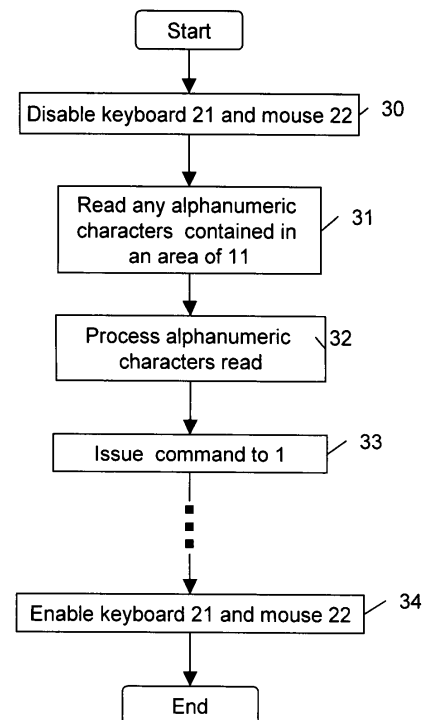 Start
Disable keyboard 21 and mouse 22
30
Read any alphanumeric
characters contained in
an area of 11
31
Process alphanumeric
characters read
32
Issue command to 1
33
Enable keyboard 21 and mouse 22
34
End